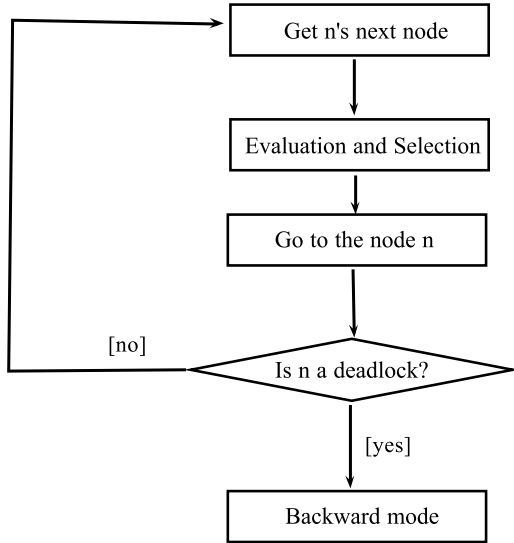 Get n's next node
Evaluation and Selection
Go to the node n
[no]
Is n a deadlock?
[yes]
Backward mode